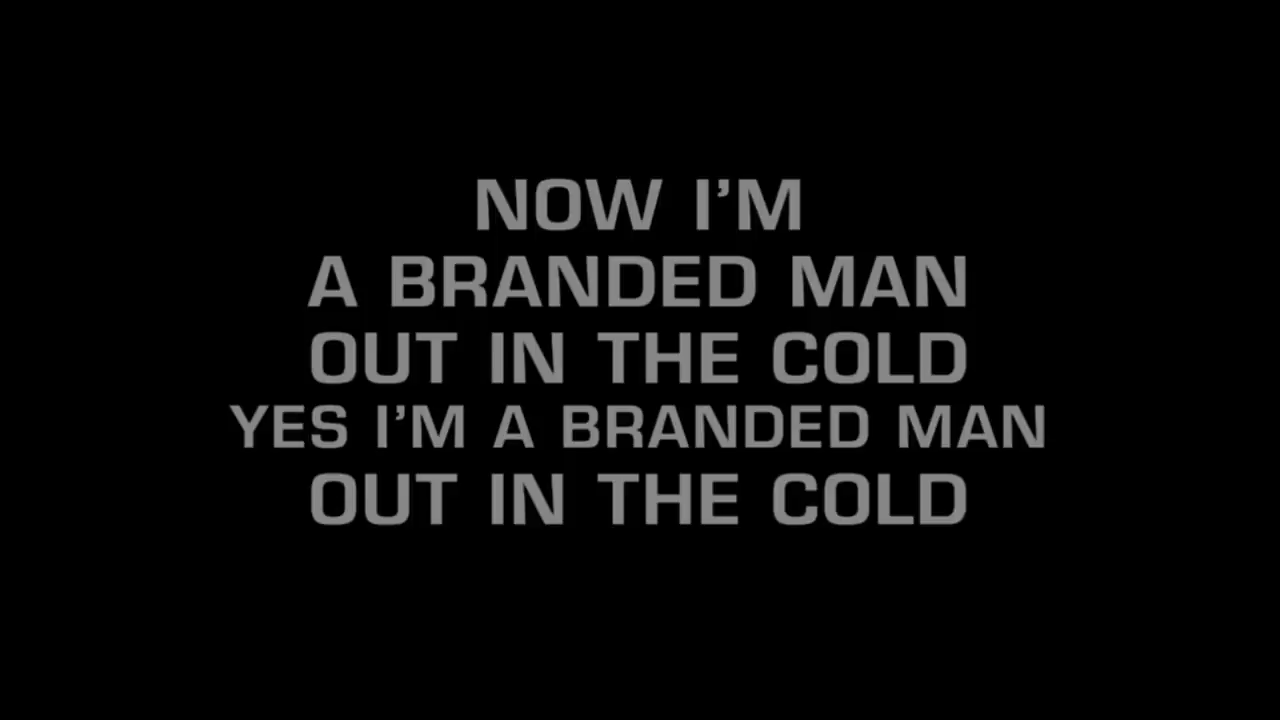 NOW I'M
A BRANDED MAN
OUT IN THE COLD
YES I'M A BRANDED MAN
OUT IN THE COLD